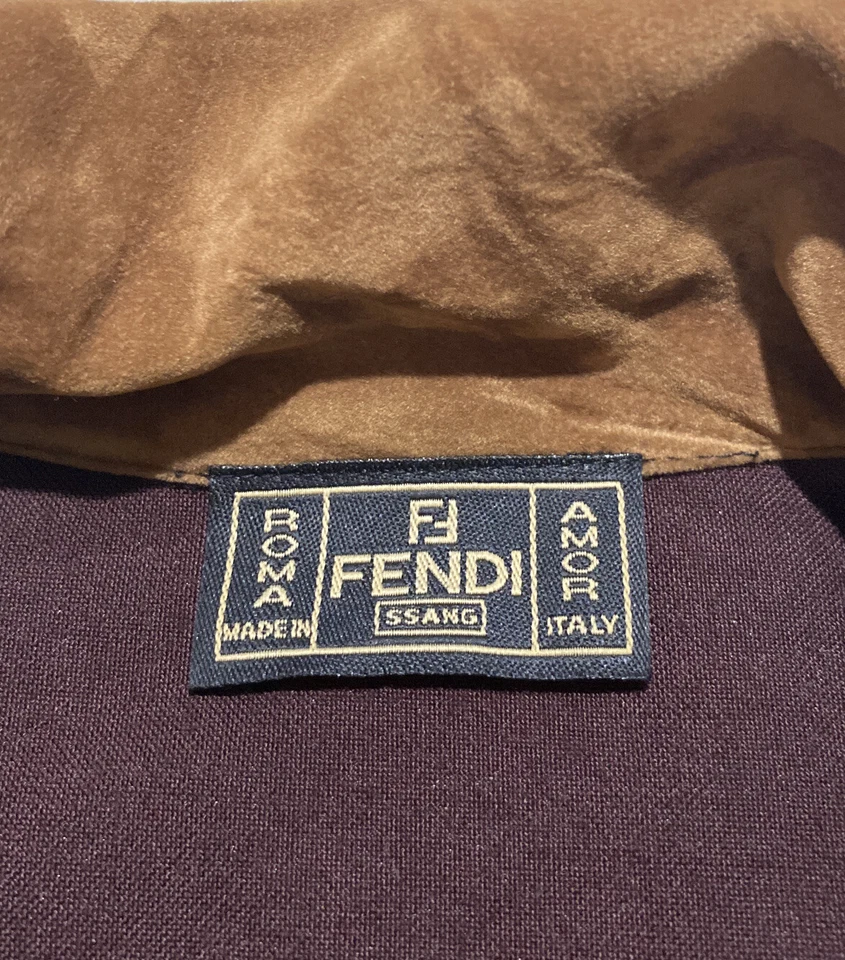 ROMA
MADE IN
FF
FENDI
SSANG
AMOR
ITALY